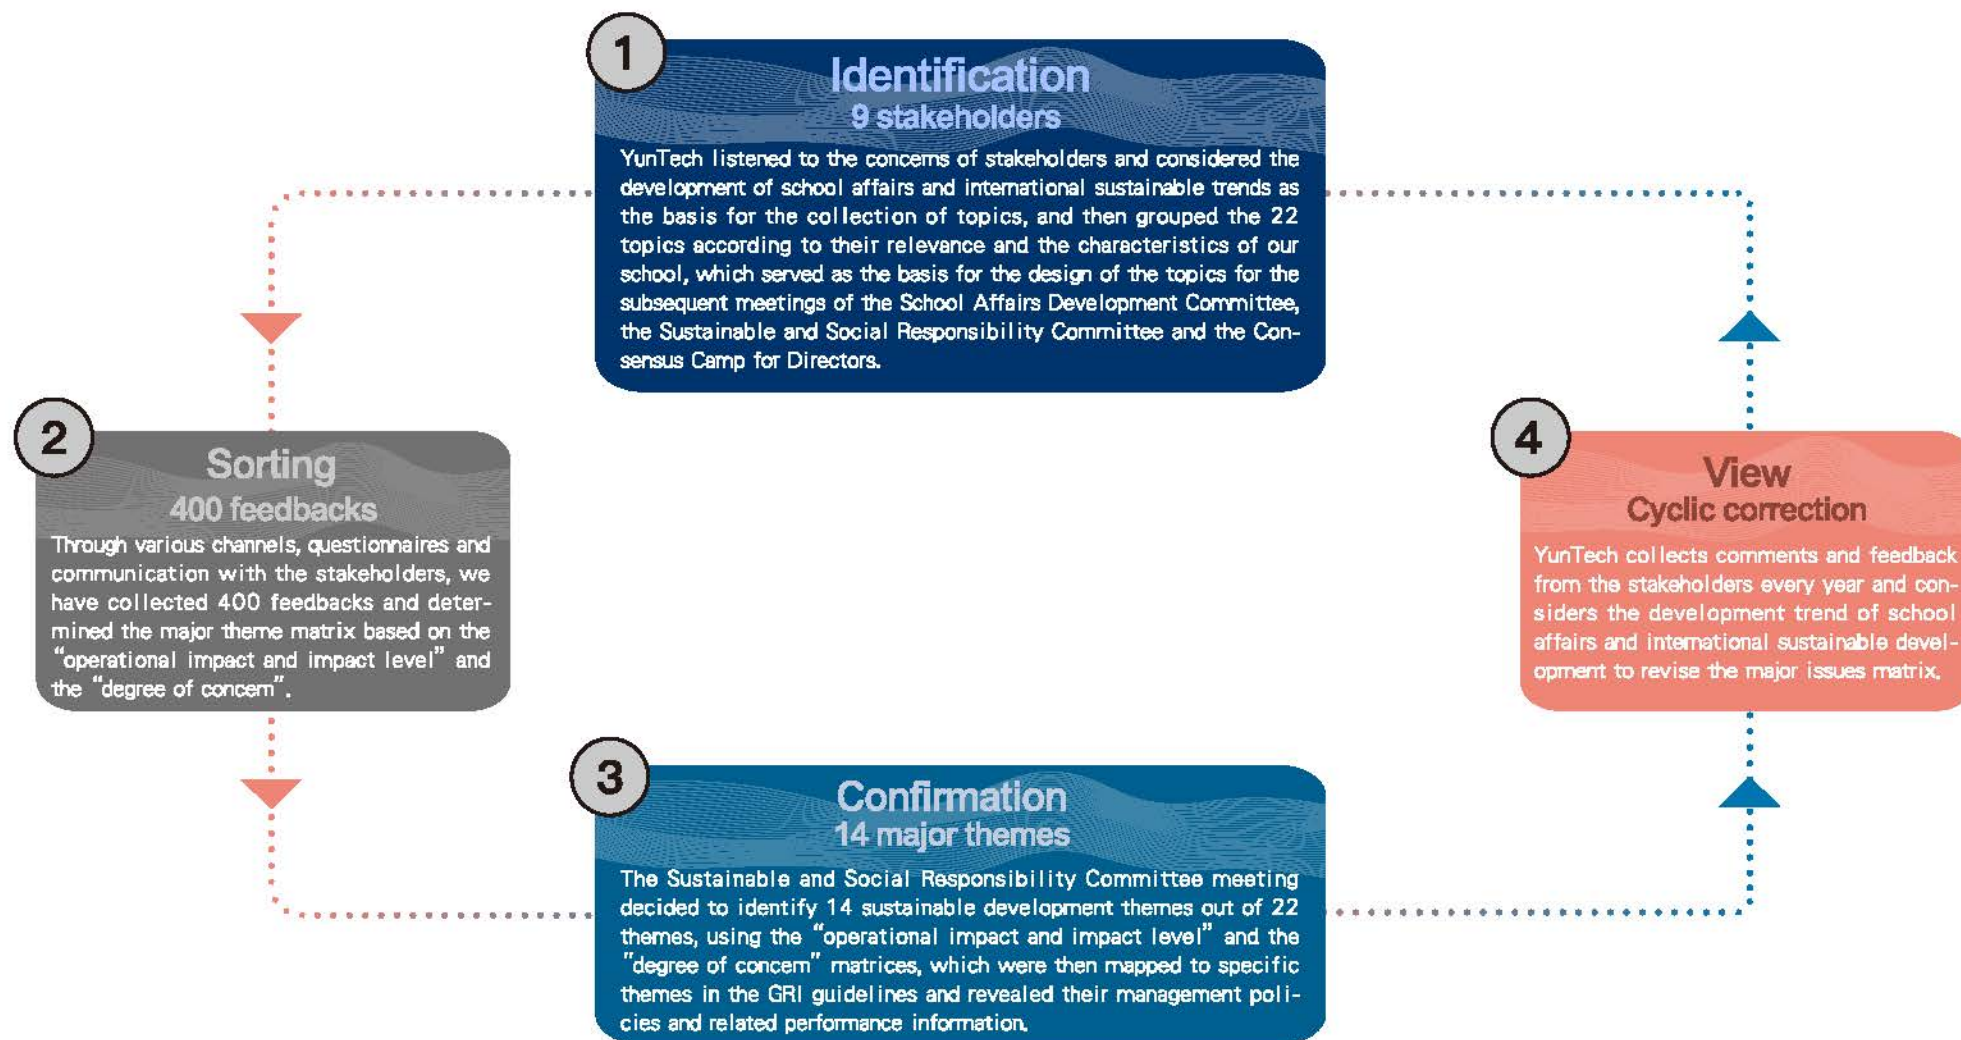 1
Identification
9 stakeholders
YunTech listened to the concerns of stakeholders and considered the
development of school affairs and international sustainable trends as
the basis for the collection of topics, and then grouped the 22
topics according to their relevance and the characteristics of our
school, which served as the basis for the design of the topics for the
subsequent meetings of the School Affairs Development Committee,
the Sustainable and Social Responsibility Committee and the Con-
sensus Camp for Directors.
2
Sorting
400 feedbacks
Through various channels, questionnaires and
communication with the stakeholders, we
have collected 400 feedbacks and deter-
mined the major theme matrix based on the
“operational impact and impact level” and
the “degree of concern”.
3
Confirmation
14 major themes
The Sustainable and Social Responsibility Committee meeting
decided to identify 14 sustainable development themes out of 22
themes, using the “operational impact and impact level” and the
“degree of concern” matrices, which were then mapped to specific
themes in the GRI guidelines and revealed their management poli-
cies and related performance information.
4
View
Cyclic correction
YunTech collects comments and feedback
from the stakeholders every year and con-
siders the development trend of school
affairs and international sustainable devel-
opment to revise the major issues matrix.